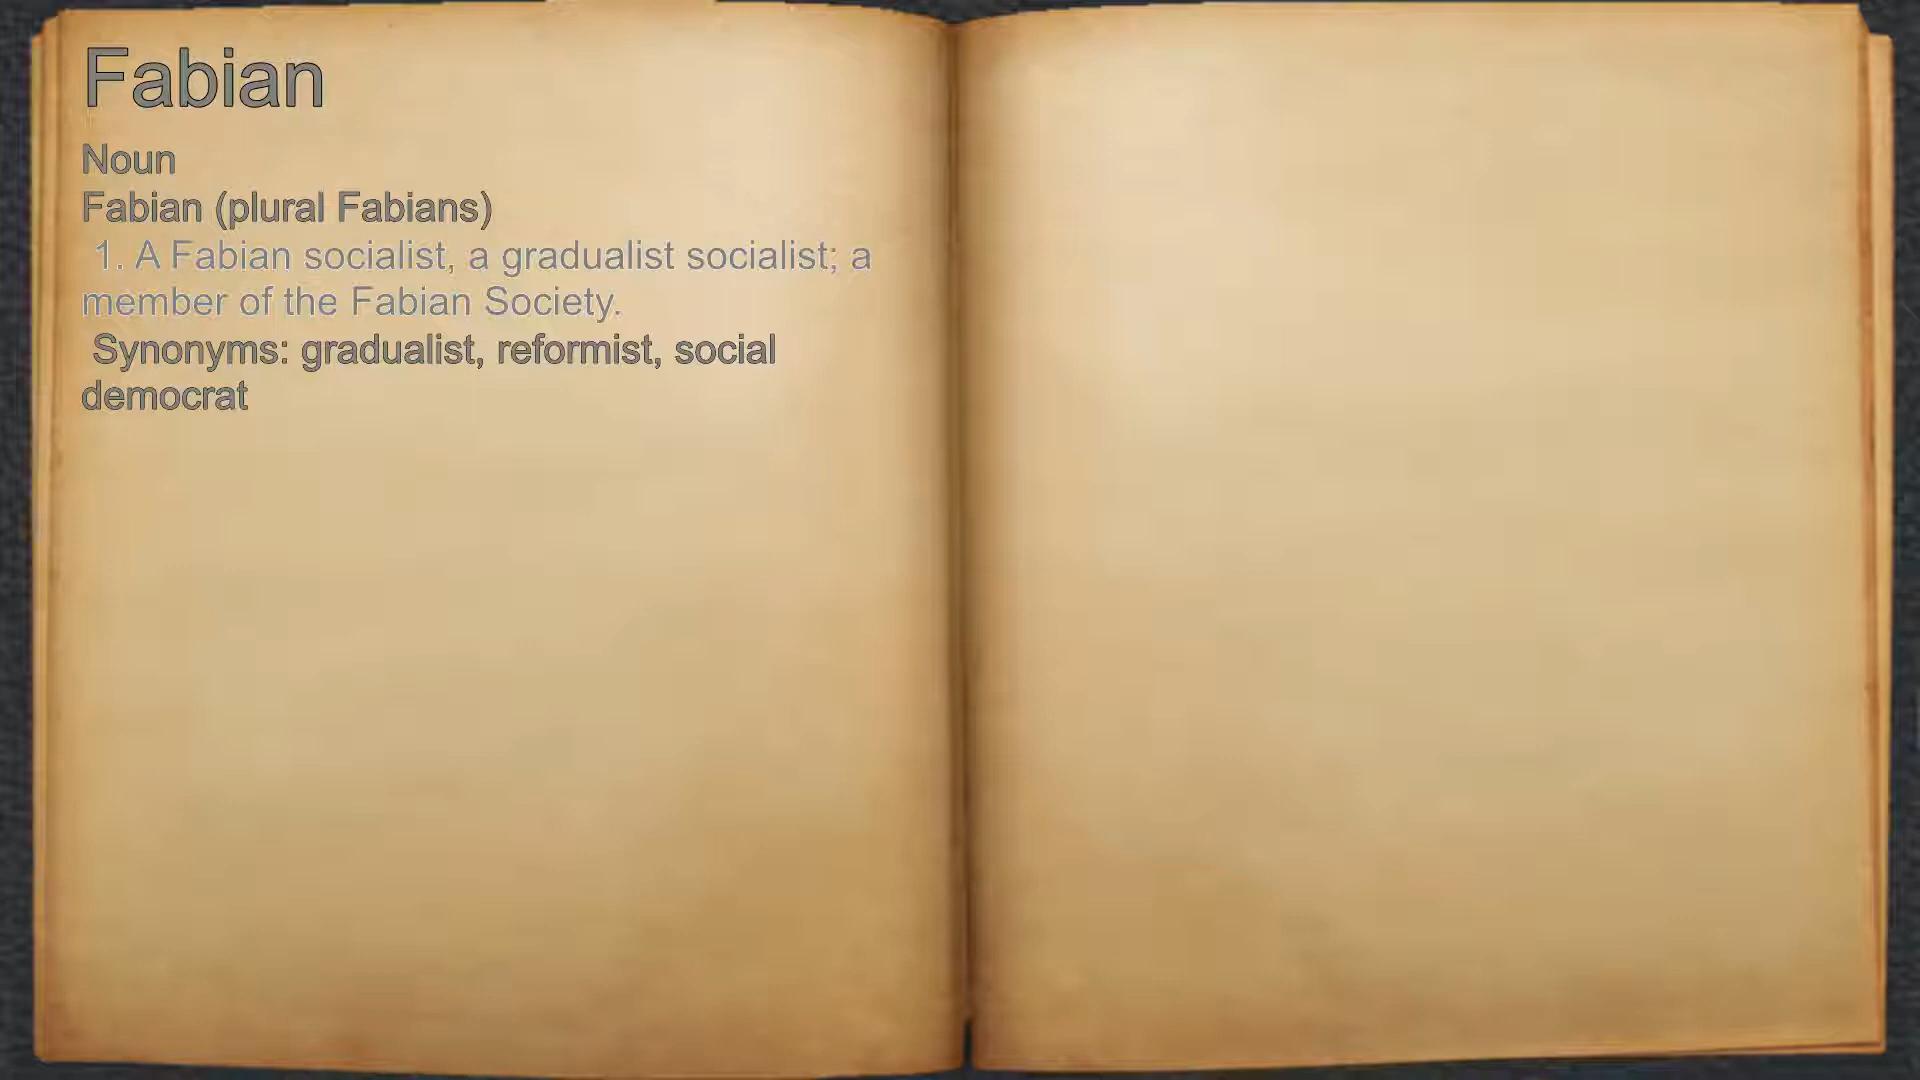 Fabian
Noun
Fabian (plural Fabians)
1. A Fabian socialist, a gradualist socialist; a
member of the Fabian Society.
Synonyms: gradualist, reformist, social
democrat